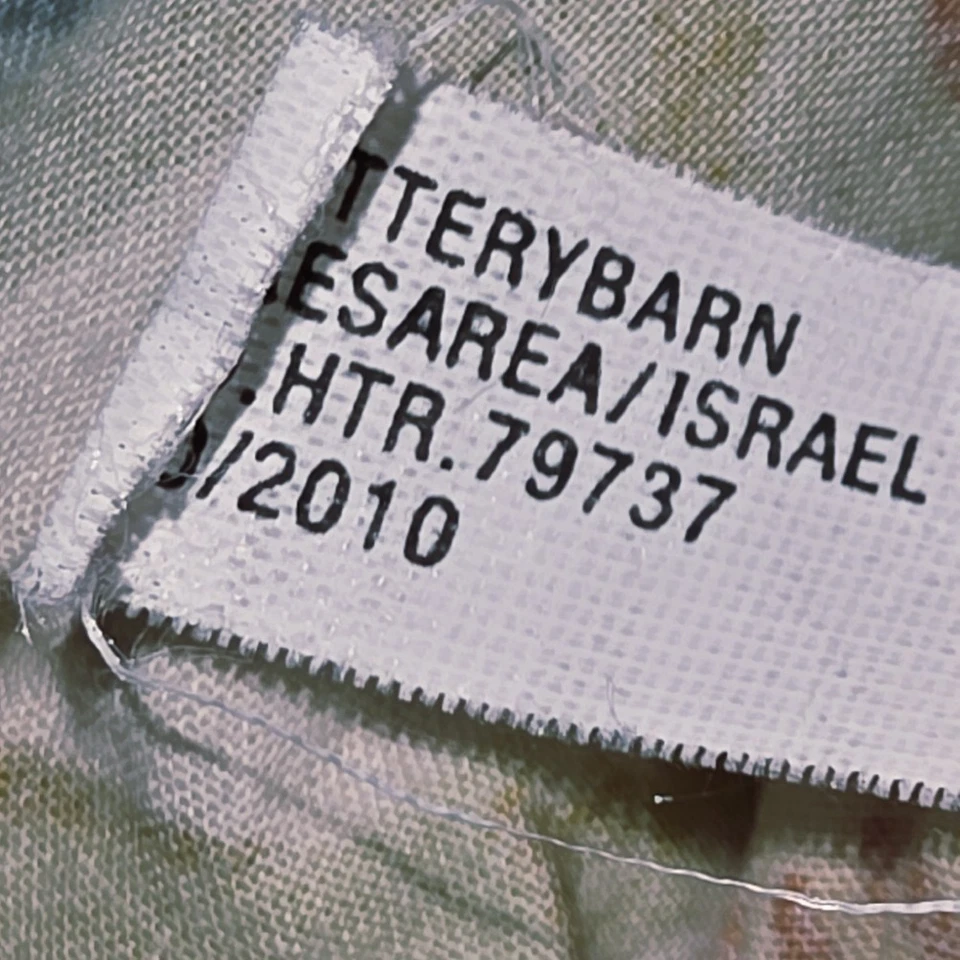 TTERYBARN
ESAREA/ISRAEL
.HTR.79737
/2010